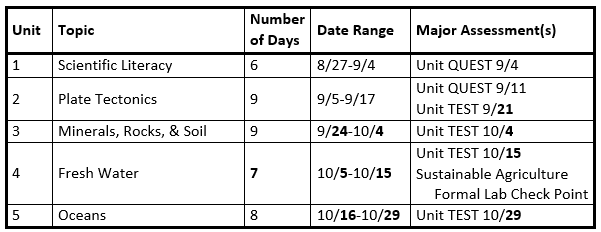 Unit Topic Number of Days Date Range Major Assessment(s)
1 Scientific Literacy 6 8/27-9/4 Unit QUEST 9/4
2 Plate Tectonics 9 9/5-9/17 Unit QUEST 9/11
Unit TEST 9/21
3 Minerals, Rocks, & Soil 9 9/24-10/4 Unit TEST 10/4
4 Fresh Water 7 10/5-10/15 Unit TEST 10/15
Sustainable Agriculture
Formal Lab Check Point
5 Oceans 8 10/16-10/29 Unit TEST 10/29